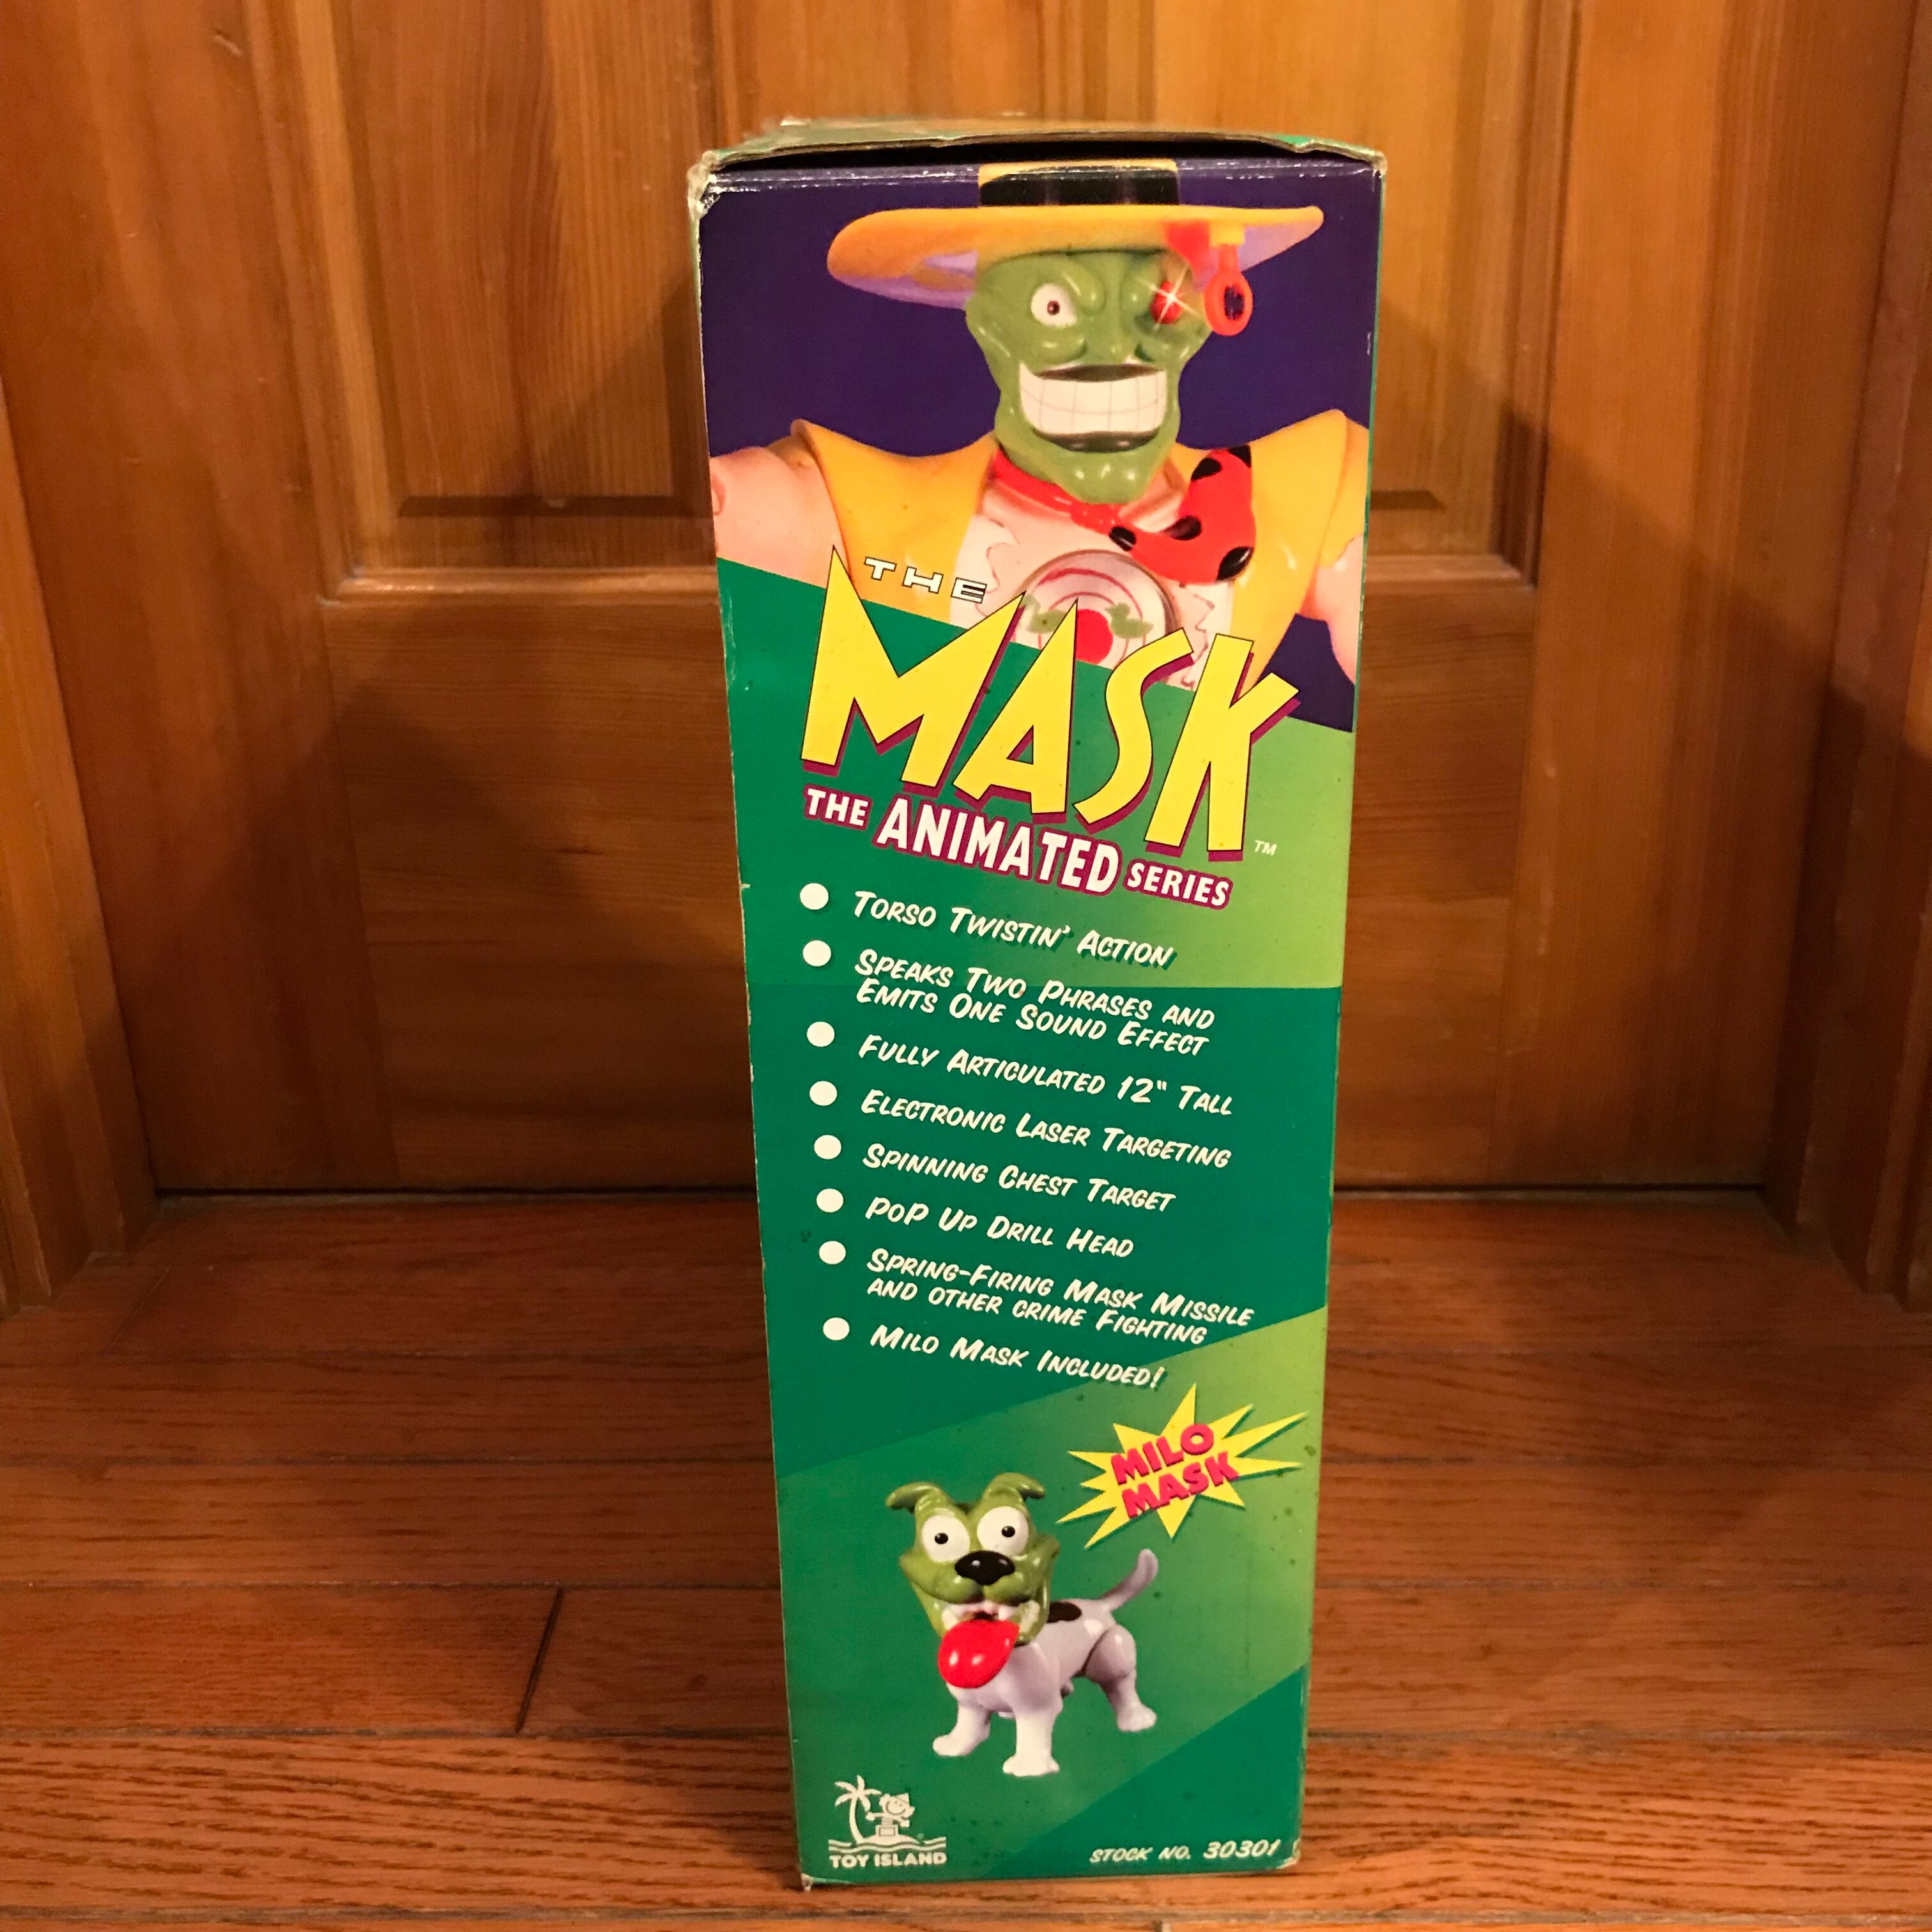 THE
MASK™
THE ANIMATED SERIES
● TORSO TWISTIN' ACTION
● SPEAKS TWO PHRASES AND
EMITS ONE SOUND EFFECT
● FULLY ARTICULATED 12" TALL
● ELECTRONIC LASER TARGETING
● SPINNING CHEST TARGET
● POP UP DRILL HEAD
● SPRING-FIRING MASK MISSILE
AND OTHER CRIME FIGHTING
● MILO MASK INCLUDED!
MILO
MASK
TOY ISLAND
STOCK NO. 30301